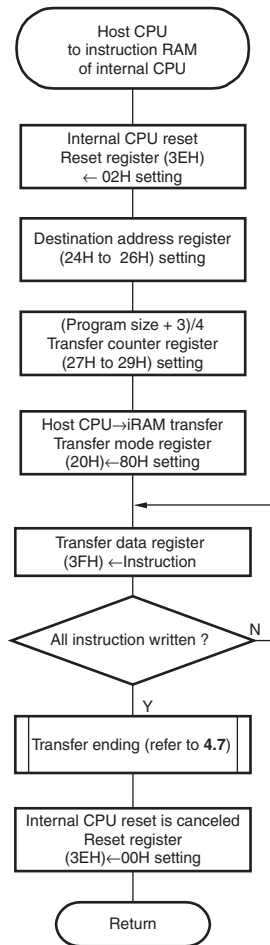 Host CPU
to instruction RAM
of internal CPU
Internal CPU reset
Reset register (3EH)
← 02H setting
Destination address register
(24H to 26H) setting
(Program size + 3)/4
Transfer counter register
(27H to 29H) setting
Host CPU→iRAM transfer
Transfer mode register
(20H)←80H setting
Transfer data register
(3FH) ←Instruction
All instruction written ?
N
Y
Transfer ending (refer to 4.7)
Internal CPU reset is canceled
Reset register
(3EH)←00H setting
Return